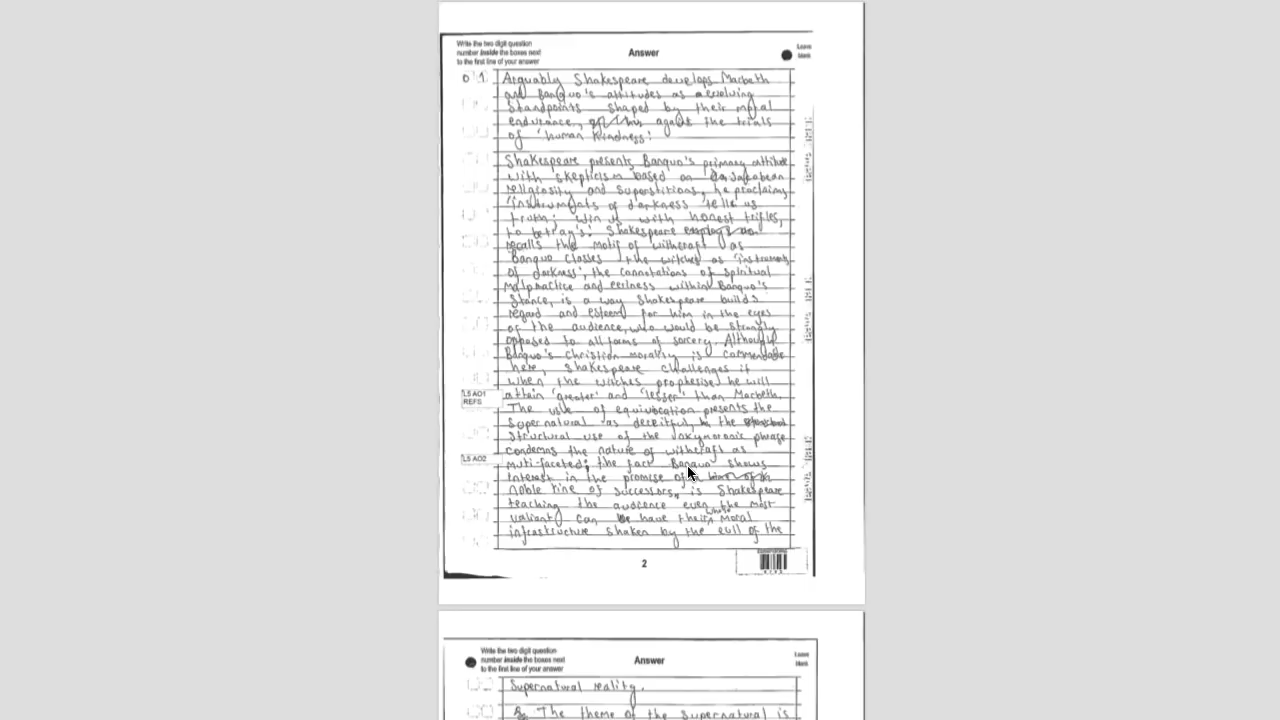 Write the two digit question
number inside the boxes next
to the first line of your answer
Answer
Leave
blank
0 1
Arguably Shakespeare develops Macbeth
and Banquo's attitudes as evolving
standpoints shaped by their moral
endurance, against the trials
of 'human kindness'.
Shakespeare presents Banquo's primary attitude
with skepticism based on Jacobean
religiosity and superstitions, he proclaims
'instruments of darkness' 'tell us
truth; win us with honest trifles,
to betray's'. Shakespeare
recalls the motif of witchcraft as
Banquo classes the witches as 'instruments
of darkness', the connotations of spiritual
malpractice and eeriness within Banquo's
stance, is a way Shakespeare builds
regard and esteem for him in the eyes
of the audience, who would be strongly
opposed to all forms of sorcery. Although
Banquo's Christian morality is
here, Shakespeare challenges it
when the witches prophesise he will
L5 AO1
REFS
attain 'greater' and 'lesser' than Macbeth.
The use of equivocation presents the
supernatural as deceitful, the
structural use of the oxymoronic phrase
condemns the nature of witchcraft as
L5 AO2
multi-faceted; the fact Banquo shows
interest in the promise of
noble line of successors, is Shakespeare
teaching the audience even the most
valiant can have their whole moral
infrastructure shaken by the evil of the
2
Write the two digit question
number inside the boxes next
to the first line of your answer
Answer
Leave
blank
supernatural reality.
The theme of the supernatural is